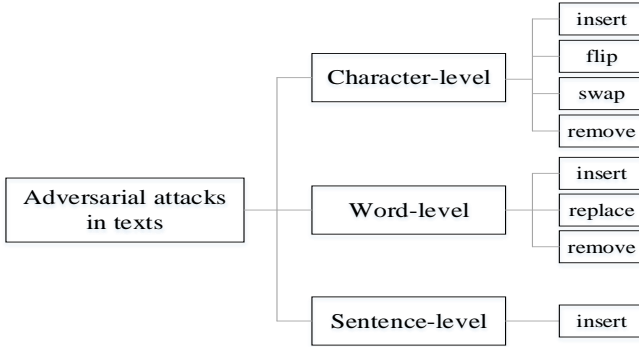 Adversarial attacks
in texts
Character-level
insert
flip
swap
remove
Word-level
insert
replace
remove
Sentence-level
insert